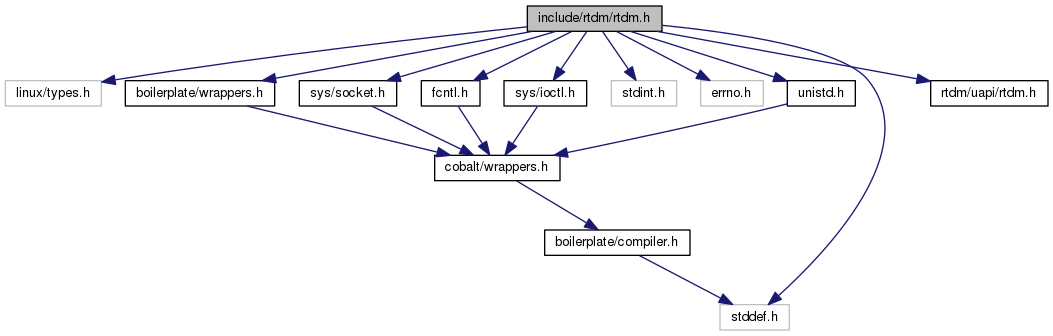 include/rtdm/rtdm.h
linux/types.h
boilerplate/wrappers.h
sys/socket.h
fcntl.h
sys/ioctl.h
stdint.h
errno.h
unistd.h
rtdm/uapi/rtdm.h
cobalt/wrappers.h
boilerplate/compiler.h
stddef.h